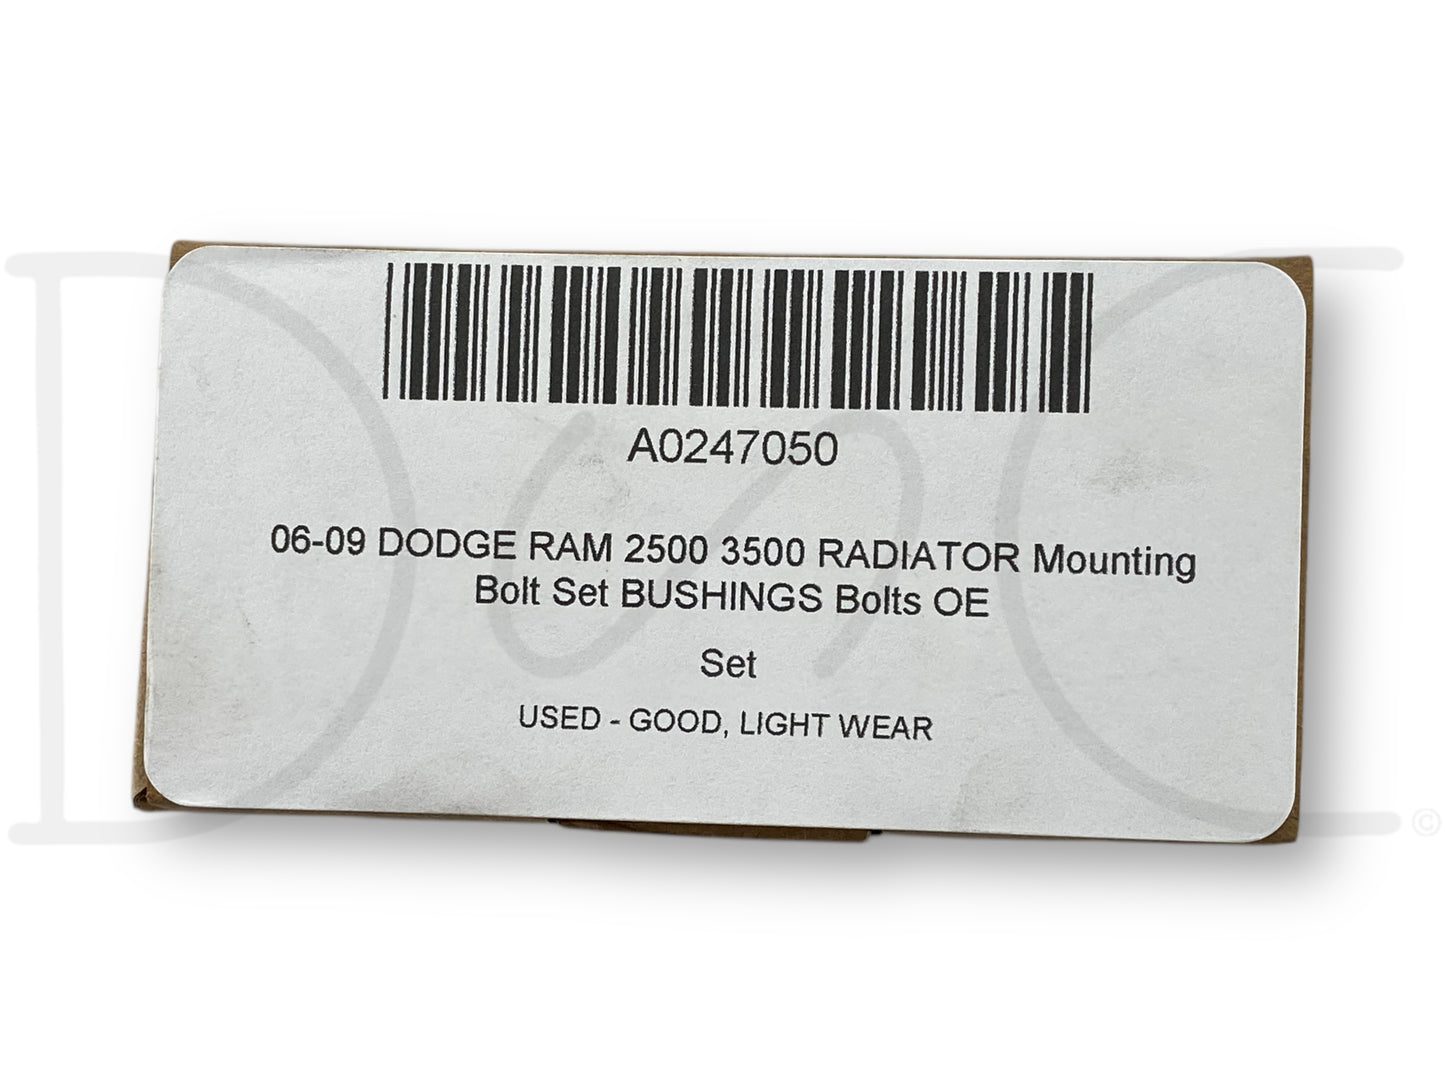 A0247050
06-09 DODGE RAM 2500 3500 RADIATOR Mounting
Bolt Set BUSHINGS Bolts OE
Set
USED - GOOD, LIGHT WEAR
DnC
©